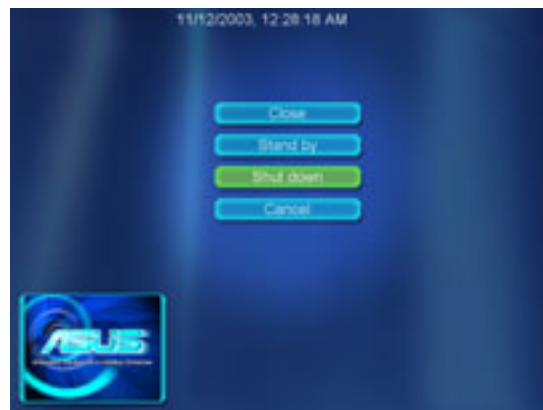 11/12/2003, 12:28:18 AM
Close
Stand by
Shut down
Cancel
ASUS